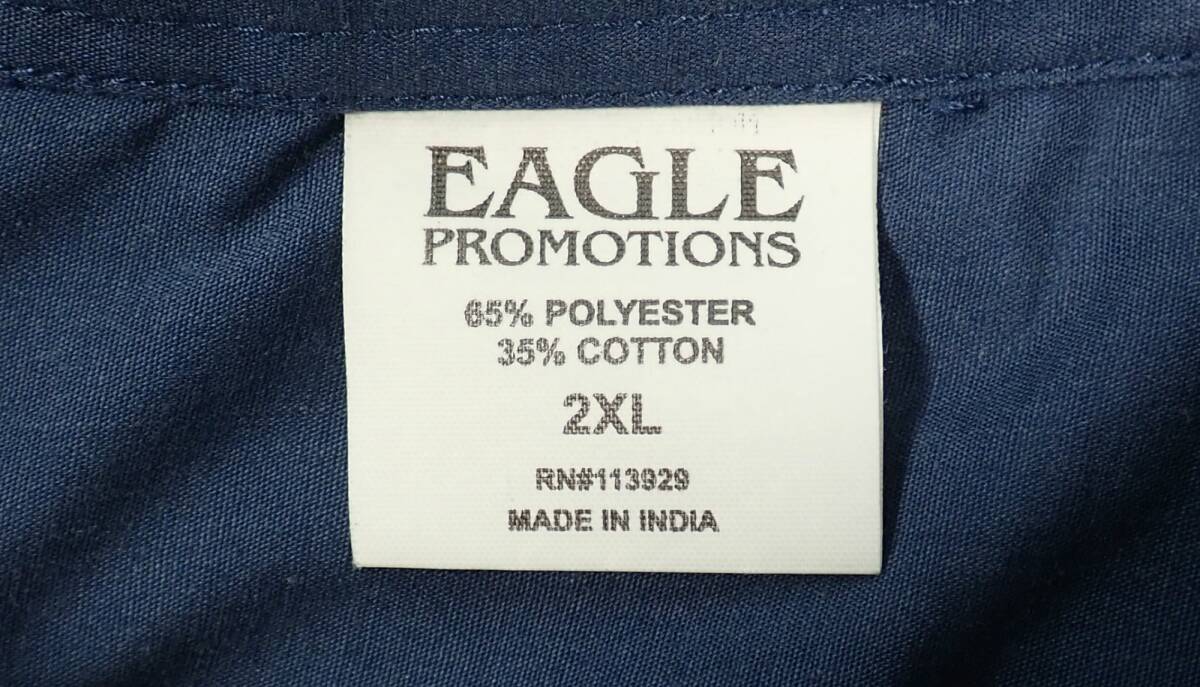 EAGLE
PROMOTIONS
65% POLYESTER
35% COTTON
2XL
RN#113929
MADE IN INDIA